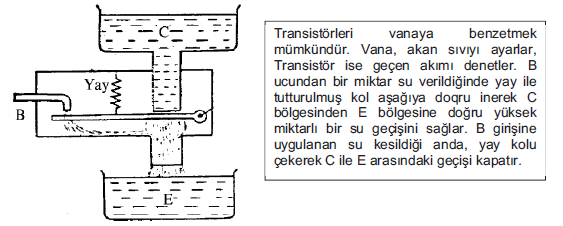 C
Yay
B
E
Transistörleri vanaya benzetmek
mümkündür. Vana, akan sıvıyı ayarlar,
Transistör ise geçen akımı denetler. B
ucundan bir miktar su verildiğinde yay ile
tutturulmuş kol aşağıya doqru inerek C
bölgesinden E bölgesine doğru yüksek
miktarlı bir su geçişini sağlar. B girişine
uygulanan su kesildiği anda, yay kolu
çekerek C ile E arasındaki geçişi kapatır.